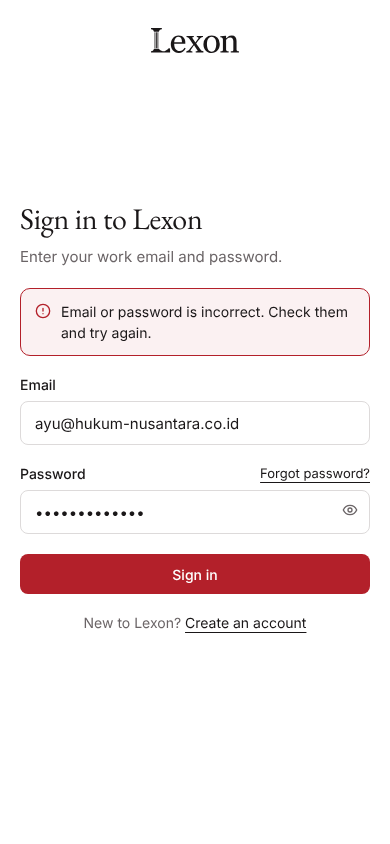 Lexon
Sign in to Lexon
Enter your work email and password.
Email or password is incorrect. Check them
and try again.
Email
ayu@hukum-nusantara.co.id
Password
Forgot password?
•••••••••••••
Sign in
New to Lexon? Create an account